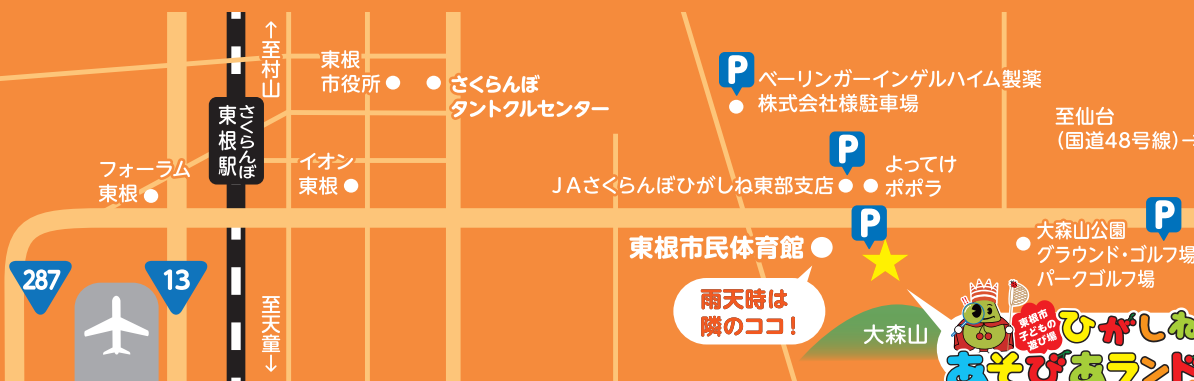 ↑至村山
東根
市役所
さくらんぼ
タントクルセンター
P
ベーリンガーインゲルハイム製薬
株式会社様駐車場
至仙台
(国道48号線)→
さくらんぼ
東根駅
フォーラム
東根
イオン
東根
P
JAさくらんぼひがしね東部支店
よってけ
ポポラ
P
P
東根市民体育館
大森山公園
グラウンド・ゴルフ場
パークゴルフ場
287
13
至天童↓
雨天時は
隣のココ!
大森山
東根市
子どもの
遊び場
ひがしね
あそびあランド